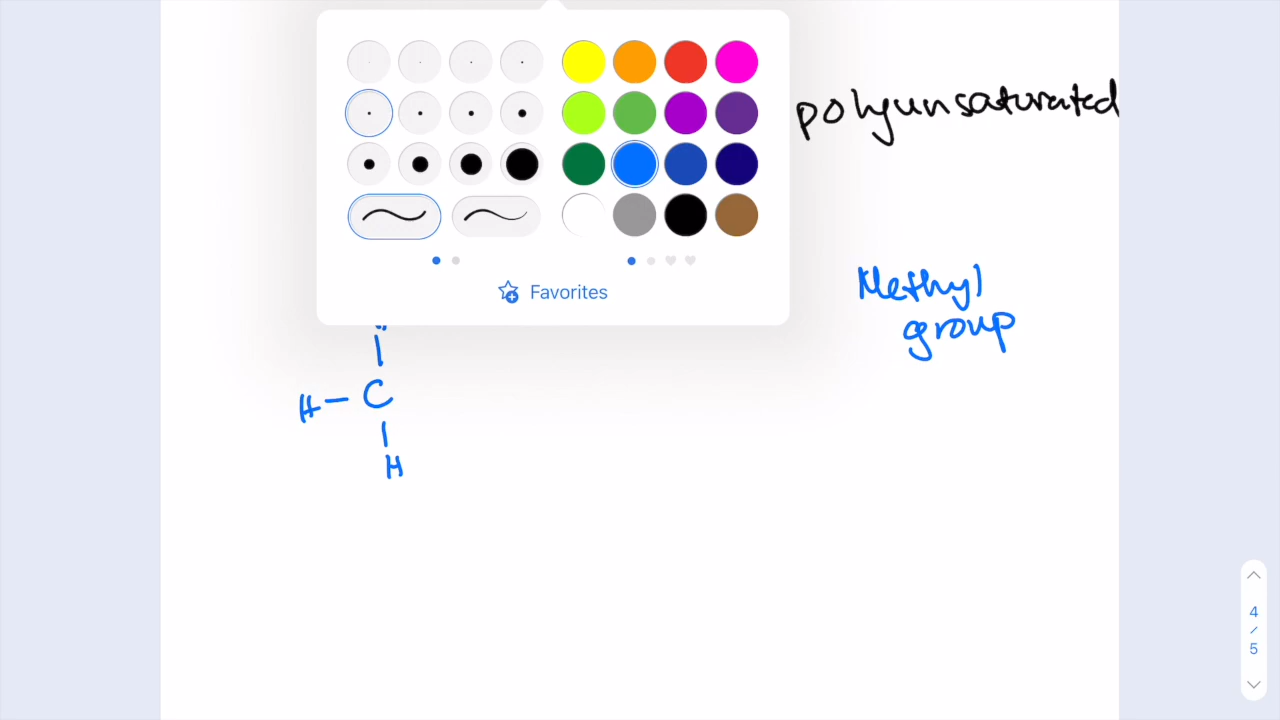 polyunsaturated
Favorites
Methyl
group
H - C
H
4
/
5